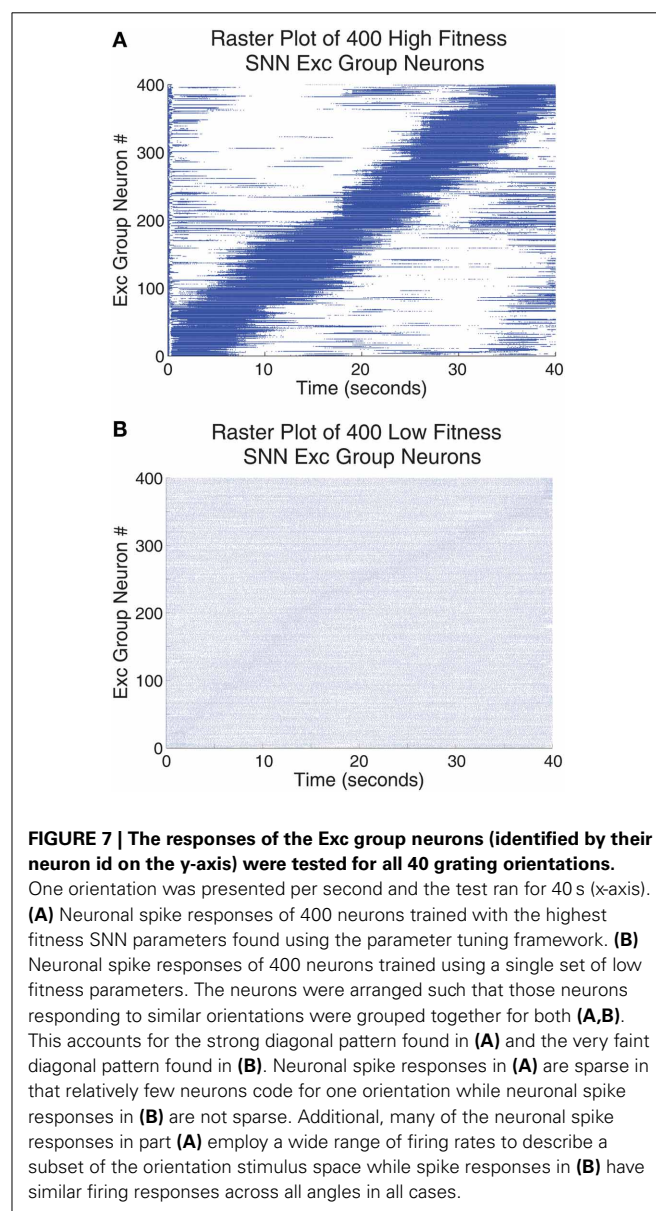 A
Raster Plot of 400 High Fitness
SNN Exc Group Neurons
400
300
200
100
0
Exc Group Neuron #
0 10 20 30 40
Time (seconds)
B
Raster Plot of 400 Low Fitness
SNN Exc Group Neurons
400
300
200
100
0
Exc Group Neuron #
0 10 20 30 40
Time (seconds)
FIGURE 7 | The responses of the Exc group neurons (identified by their
neuron id on the y-axis) were tested for all 40 grating orientations.
One orientation was presented per second and the test ran for 40 s (x-axis).
(A) Neuronal spike responses of 400 neurons trained with the highest
fitness SNN parameters found using the parameter tuning framework. (B)
Neuronal spike responses of 400 neurons trained using a single set of low
fitness parameters. The neurons were arranged such that those neurons
responding to similar orientations were grouped together for both (A,B).
This accounts for the strong diagonal pattern found in (A) and the very faint
diagonal pattern found in (B). Neuronal spike responses in (A) are sparse in
that relatively few neurons code for one orientation while neuronal spike
responses in (B) are not sparse. Additional, many of the neuronal spike
responses in part (A) employ a wide range of firing rates to describe a
subset of the orientation stimulus space while spike responses in (B) have
similar firing responses across all angles in all cases.